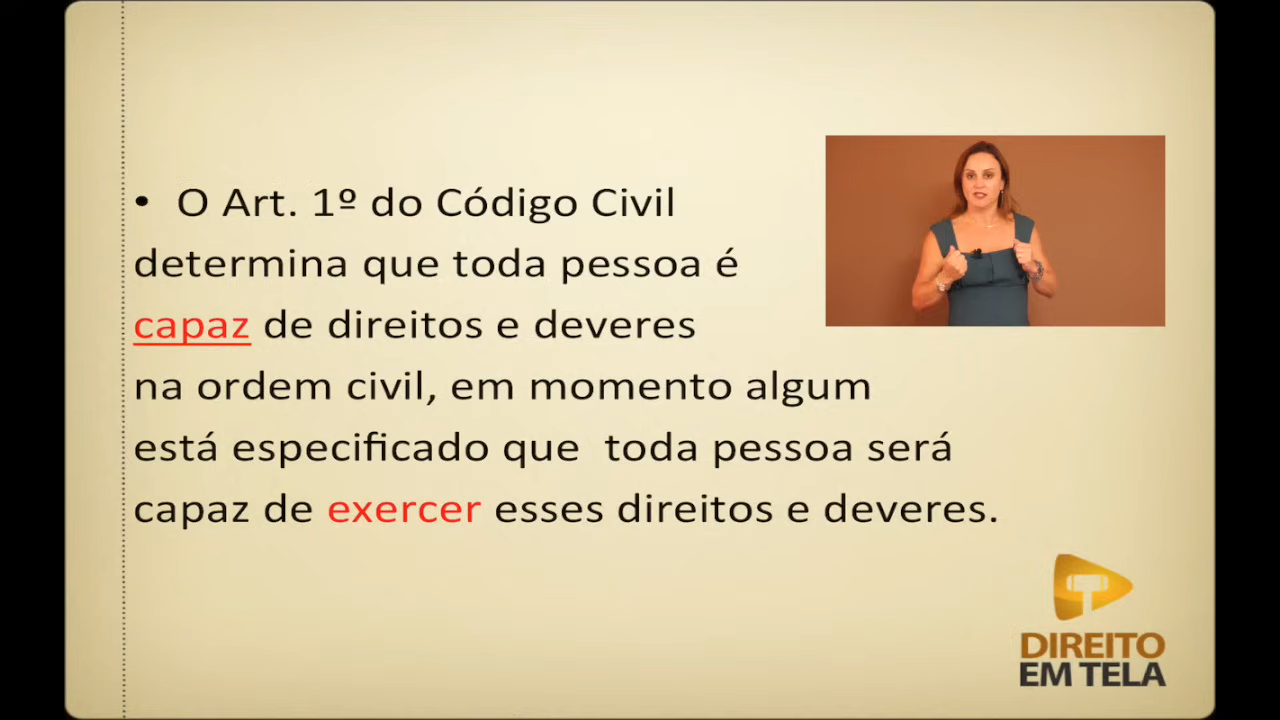 • O Art. 1º do Código Civil
determina que toda pessoa é
capaz de direitos e deveres
na ordem civil, em momento algum
está especificado que toda pessoa será
capaz de exercer esses direitos e deveres.
DIREITO
EM TELA